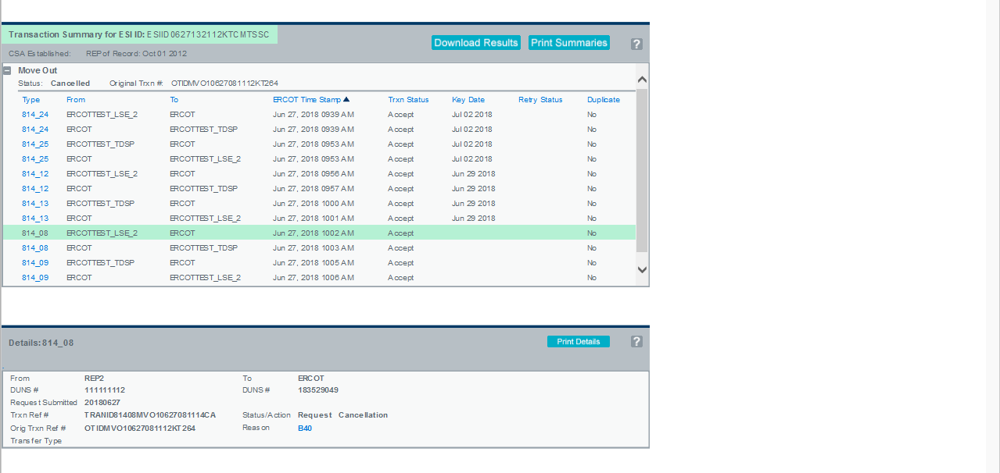 Transaction Summary for ESI ID: ESIID0627132112KTCMTSSC
Download Results Print Summaries ?
CSA Established: REP of Record: Oct 01 2012
Move Out
Status: Cancelled Original Trxn #: OTIDMVO10627081112KT264
Type From To ERCOT Time Stamp Trxn Status Key Date Retry Status Duplicate
814_24 ERCOTTEST_LSE_2 ERCOT Jun 27, 2018 0939 AM Accept Jul 02 2018 No
814_24 ERCOT ERCOTTEST_TDSP Jun 27, 2018 0939 AM Accept Jul 02 2018 No
814_25 ERCOTTEST_TDSP ERCOT Jun 27, 2018 0953 AM Accept Jul 02 2018 No
814_25 ERCOT ERCOTTEST_LSE_2 Jun 27, 2018 0953 AM Accept Jul 02 2018 No
814_12 ERCOTTEST_LSE_2 ERCOT Jun 27, 2018 0956 AM Accept Jun 29 2018 No
814_12 ERCOT ERCOTTEST_TDSP Jun 27, 2018 0957 AM Accept Jun 29 2018 No
814_13 ERCOTTEST_TDSP ERCOT Jun 27, 2018 1000 AM Accept Jun 29 2018 No
814_13 ERCOT ERCOTTEST_LSE_2 Jun 27, 2018 1001 AM Accept Jun 29 2018 No
814_08 ERCOTTEST_LSE_2 ERCOT Jun 27, 2018 1002 AM Accept No
814_08 ERCOT ERCOTTEST_TDSP Jun 27, 2018 1003 AM Accept No
814_09 ERCOTTEST_TDSP ERCOT Jun 27, 2018 1005 AM Accept No
814_09 ERCOT ERCOTTEST_LSE_2 Jun 27, 2018 1006 AM Accept No
Details: 814_08 Print Details ?
From REP2 To ERCOT
DUNS # 111111112 DUNS # 183529049
Request Submitted 20180627
Trxn Ref # TRANID81408MVO10627081114CA Status/Action Request Cancellation
Orig Trxn Ref # OTIDMVO10627081112KT264 Reason B40
Transfer Type